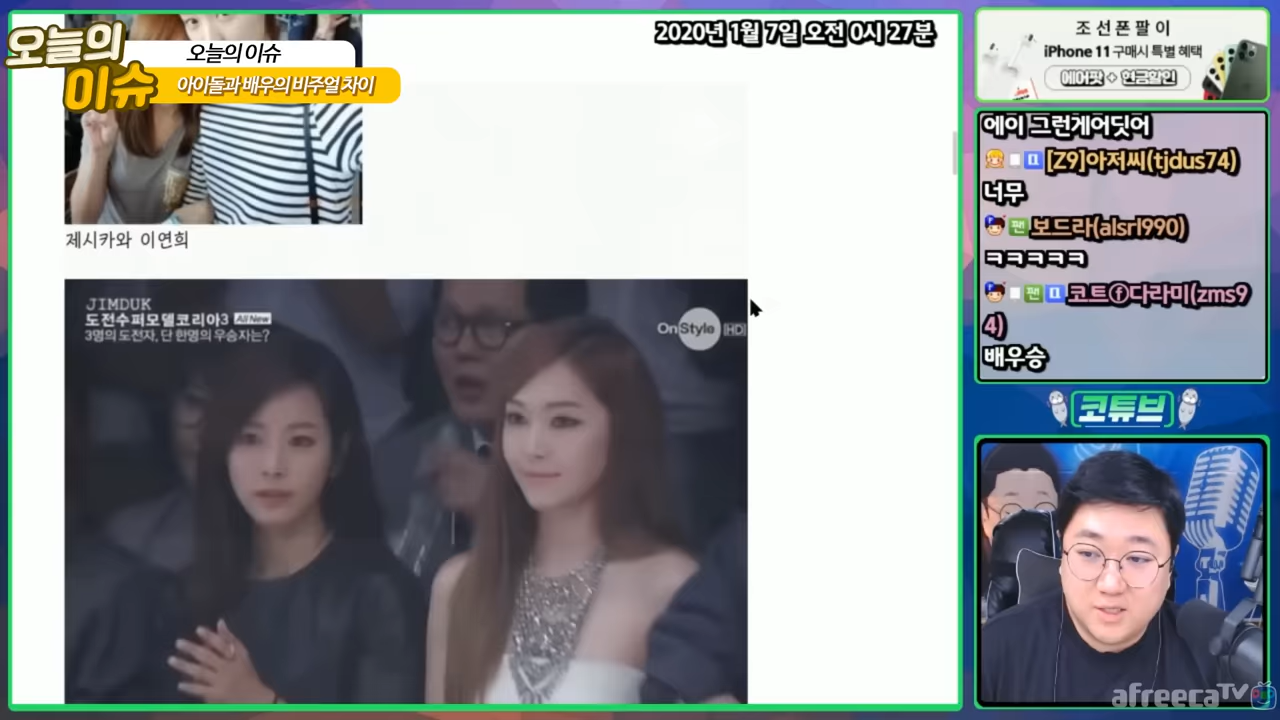 오늘의
이슈
오늘의 이슈
아이돌과 배우의 비주얼 차이
2020년 1월 7일 오전 0시 27분
제시카와 이연희
JIMDUK
도전수퍼모델코리아3 All New
3명의 도전자, 단 한명의 우승자는?
OnStyle [HD]
조선폰팔이
iPhone 11 구매시 특별 혜택
에어팟 + 현금할인
에이 그런게어딧어
[Z9]아저씨(tjdus74)
너무
팬 보드라(alsrl990)
ㅋㅋㅋㅋㅋ
팬 코트ⓕ다라미(zms9
4)
배우승
코튜브
afreecaTV